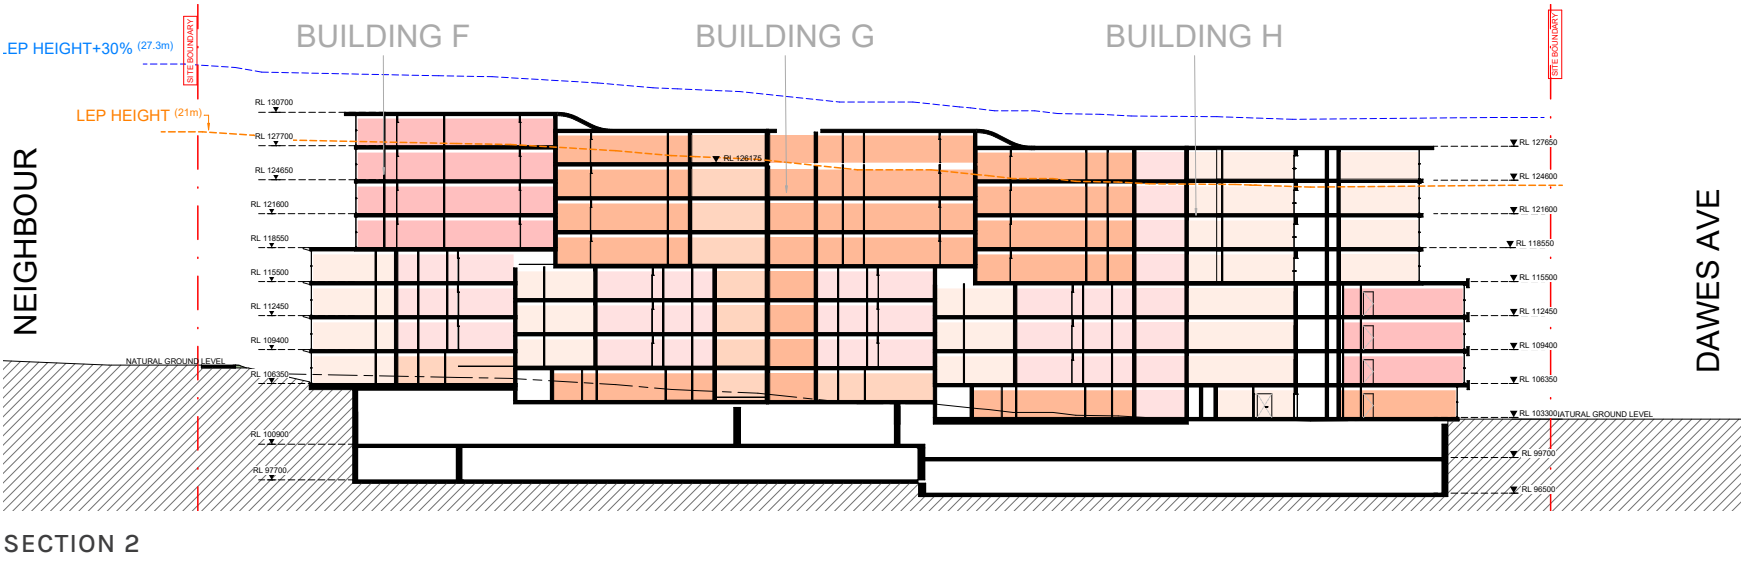 BUILDING F
BUILDING G
BUILDING H
SITE BOUNDARY
SITE BOUNDARY
LEP HEIGHT+30% (27.3m)
LEP HEIGHT (21m)
NEIGHBOUR
DAWES AVE
RL 130700
RL 127700
RL 124650
RL 121600
RL 118550
RL 115500
RL 112450
RL 109400
NATURAL GROUND LEVEL
RL 106350
RL 100900
RL 97700
RL 126175
RL 127650
RL 124600
RL 121600
RL 118550
RL 115500
RL 112450
RL 109400
RL 106350
RL 103300
NATURAL GROUND LEVEL
RL 99700
RL 96500
SECTION 2